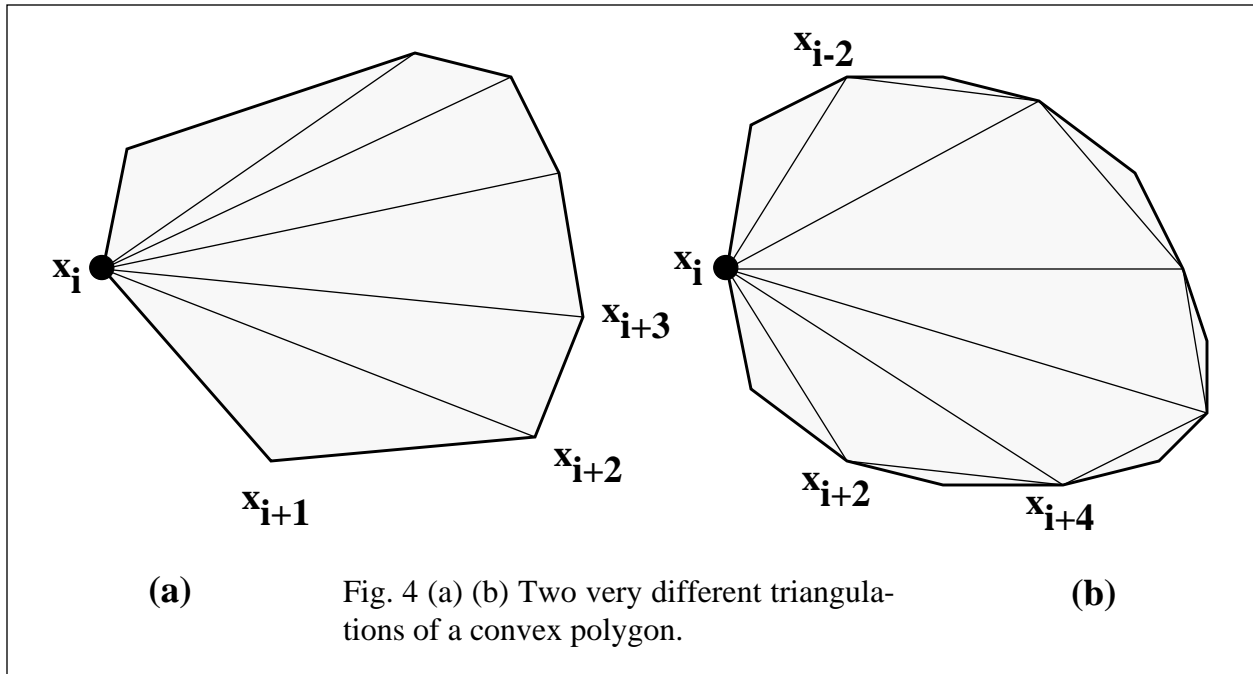 x_i
x_{i+1}
x_{i+2}
x_{i+3}
x_{i-2}
x_i
x_{i+2}
x_{i+4}
(a)
Fig. 4 (a) (b) Two very different triangula-
tions of a convex polygon.
(b)